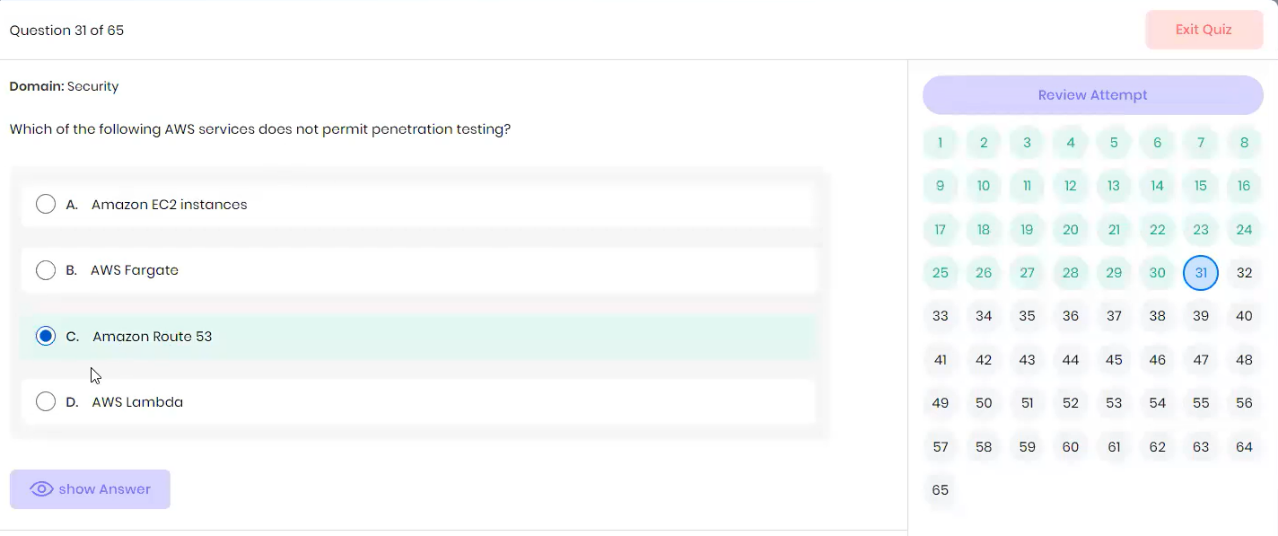 Question 31 of 65
Exit Quiz
Domain: Security
Which of the following AWS services does not permit penetration testing?
A. Amazon EC2 instances
B. AWS Fargate
C. Amazon Route 53
D. AWS Lambda
show Answer
Review Attempt
1 2 3 4 5 6 7 8
9 10 11 12 13 14 15 16
17 18 19 20 21 22 23 24
25 26 27 28 29 30 31 32
33 34 35 36 37 38 39 40
41 42 43 44 45 46 47 48
49 50 51 52 53 54 55 56
57 58 59 60 61 62 63 64
65